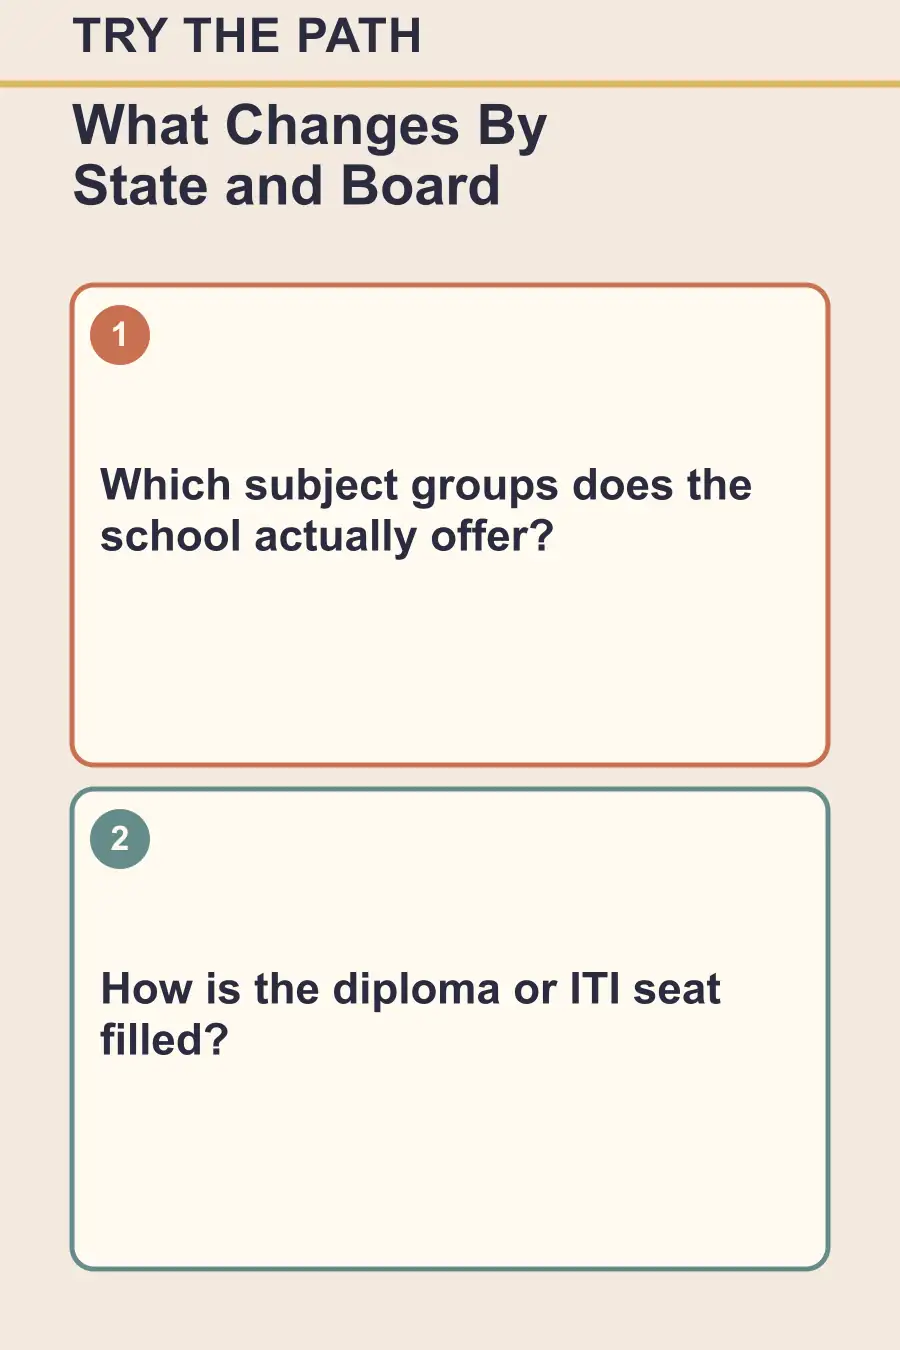 TRY THE PATH
What Changes By
State and Board
1
Which subject groups does the
school actually offer?
2
How is the diploma or ITI seat
filled?